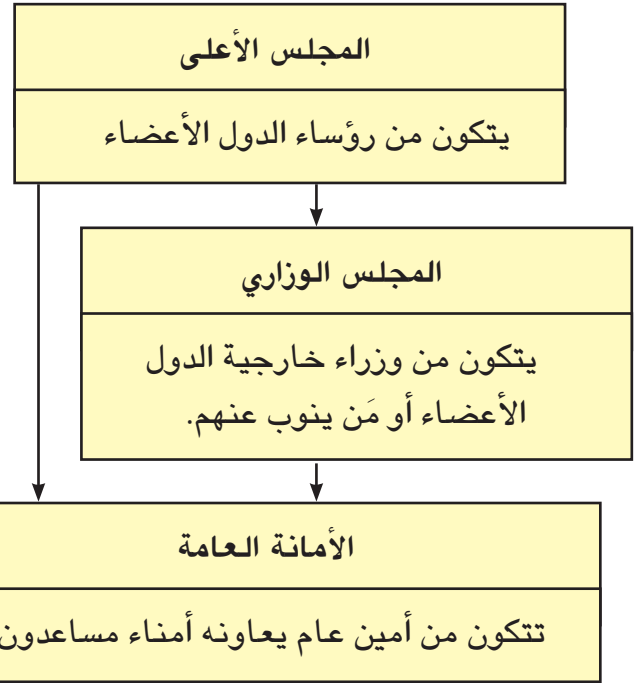 المجلس الأعلى
يتكون من رؤساء الدول الأعضاء
المجلس الوزاري
يتكون من وزراء خارجية الدول
الأعضاء أو مَن ينوب عنهم.
الأمانة العامة
تتكون من أمين عام يعاونه أمناء مساعدون